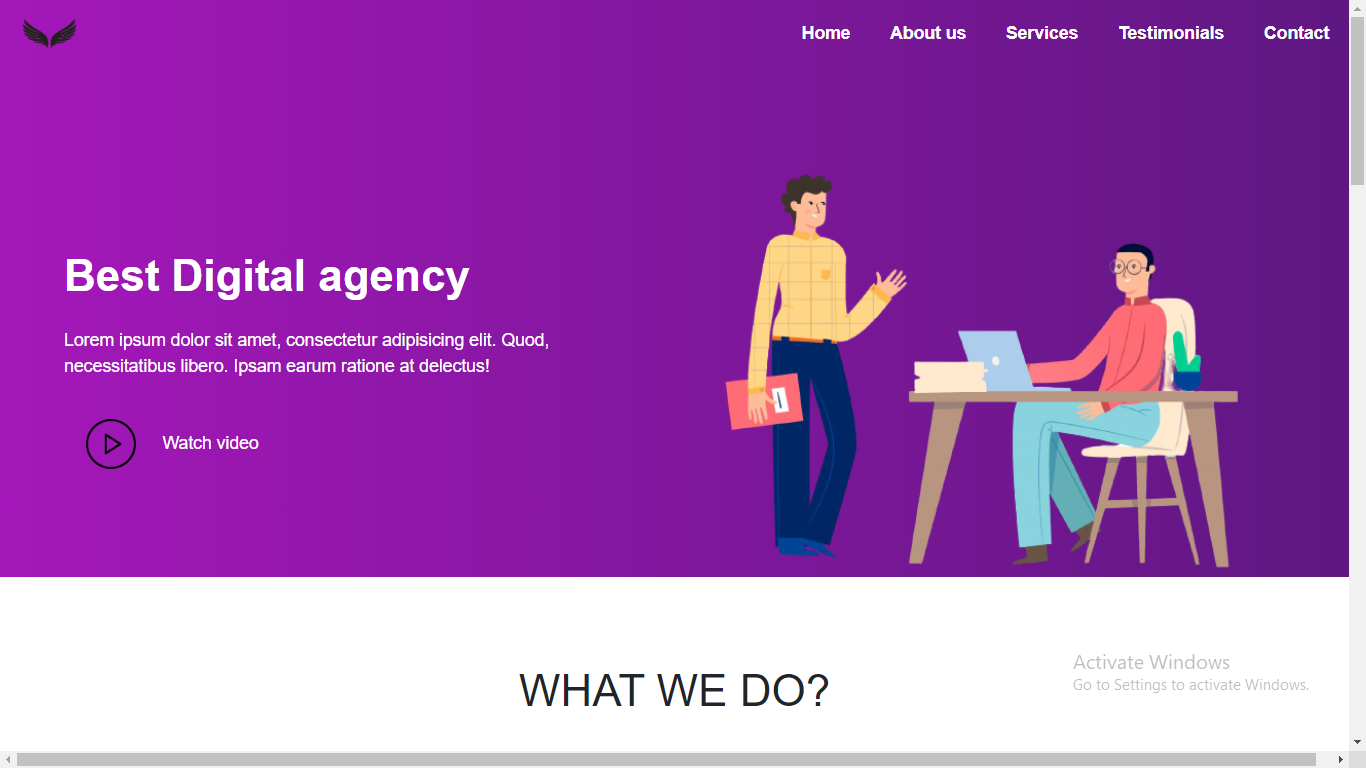 Home
About us
Services
Testimonials
Contact
Best Digital agency
Lorem ipsum dolor sit amet, consectetur adipisicing elit. Quod,
necessitatibus libero. Ipsam earum ratione at delectus!
Watch video
WHAT WE DO?
Activate Windows
Go to Settings to activate Windows.